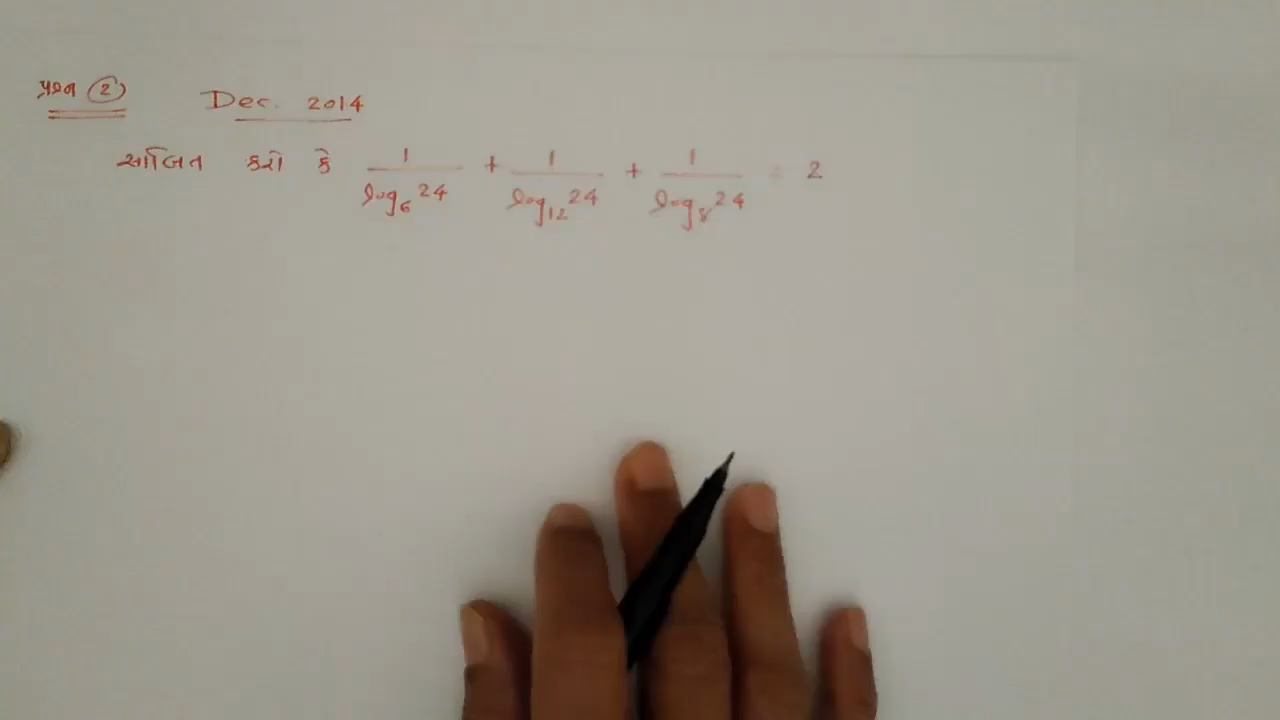 પ્રશ્ન (2) Dec. 2014
સાબિત કરો કે 1/log₆24 + 1/log₁₂24 + 1/log₈24 = 2